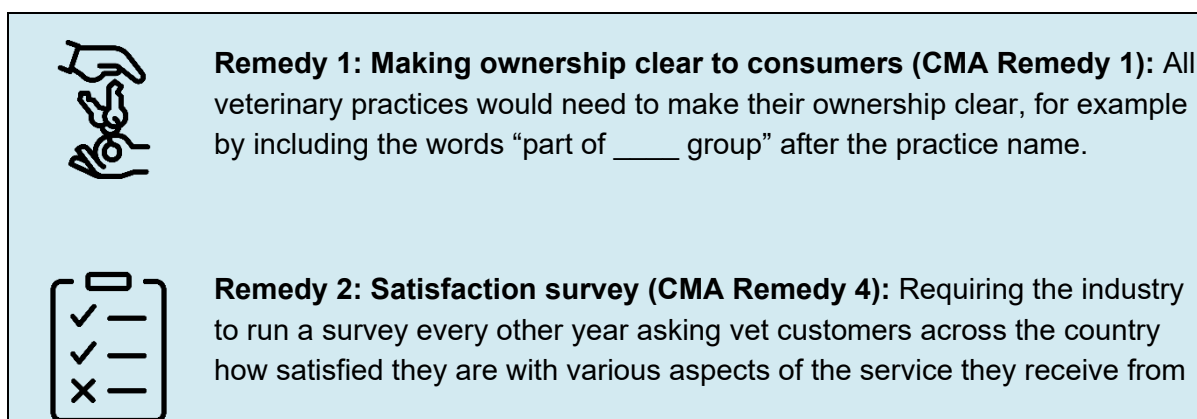 Remedy 1: Making ownership clear to consumers (CMA Remedy 1): All
veterinary practices would need to make their ownership clear, for example
by including the words “part of ____ group” after the practice name.
Remedy 2: Satisfaction survey (CMA Remedy 4): Requiring the industry
to run a survey every other year asking vet customers across the country
how satisfied they are with various aspects of the service they receive from